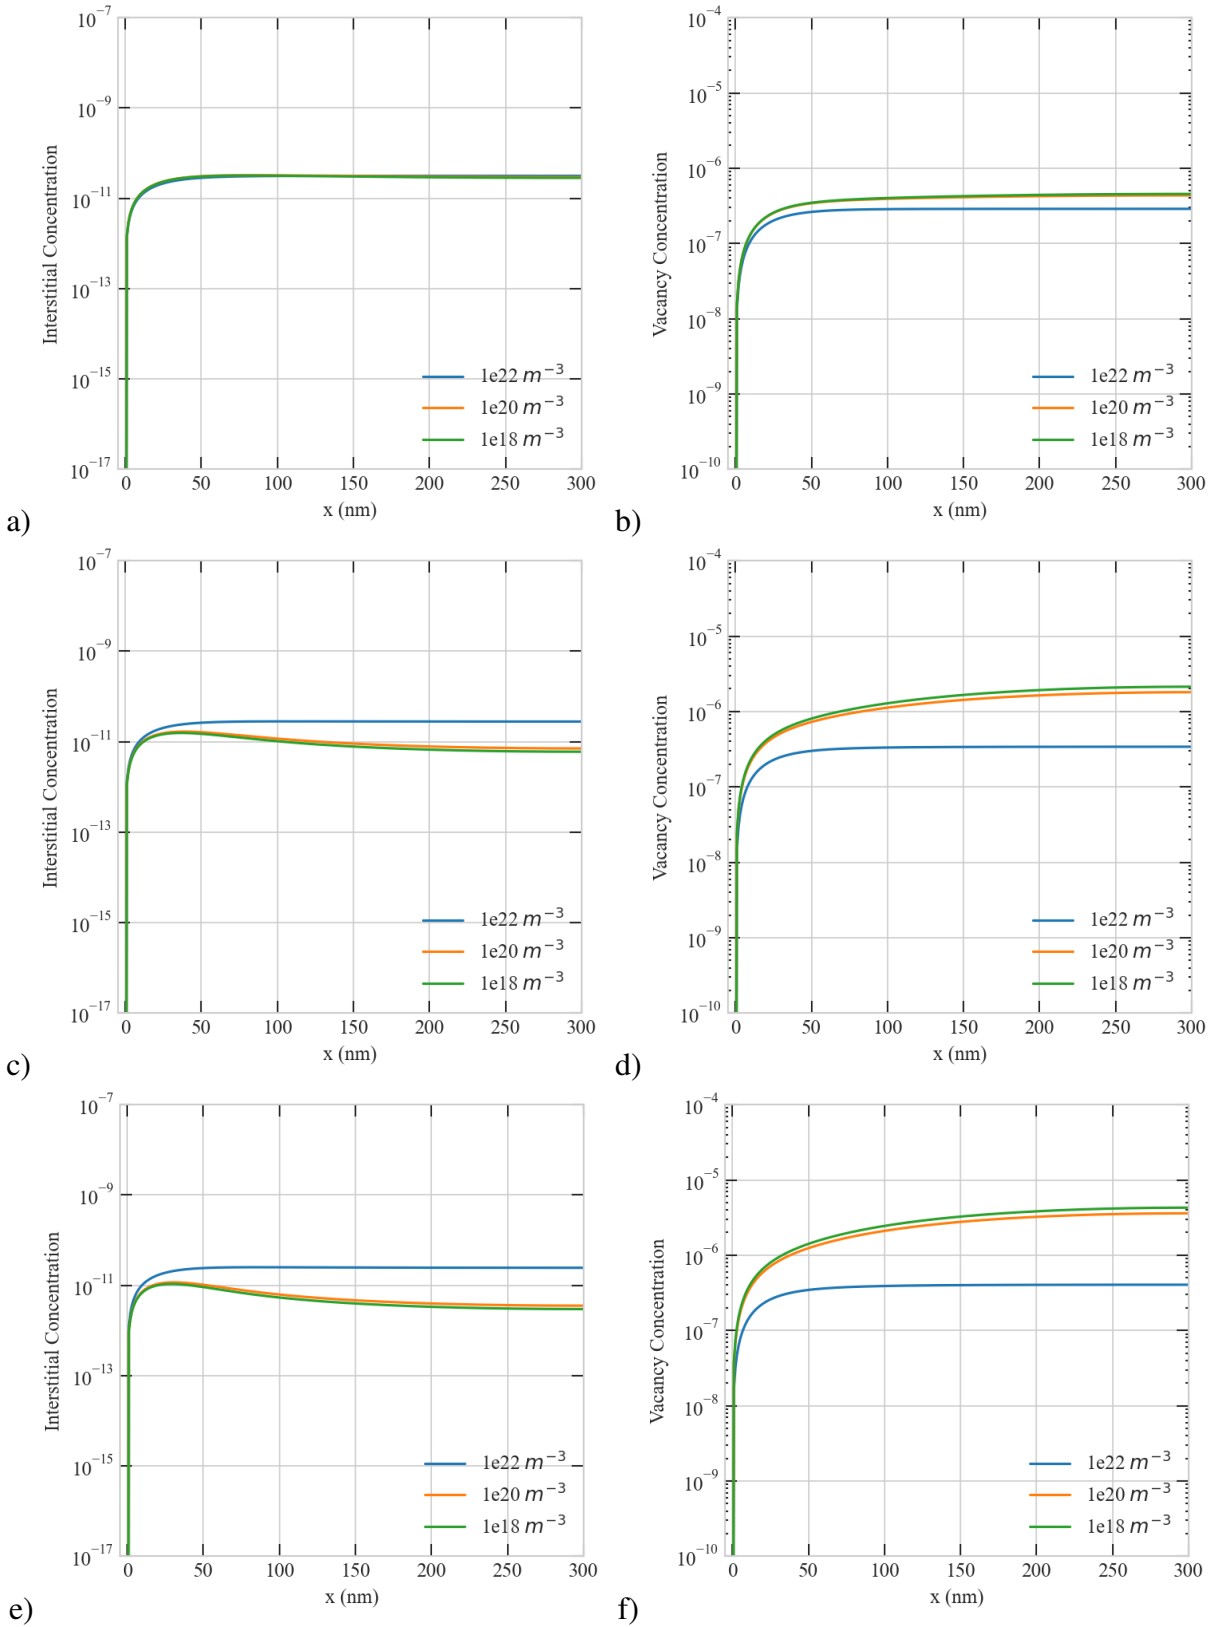 10⁻⁷
10⁻⁹
10⁻¹¹
10⁻¹³
10⁻¹⁵
10⁻¹⁷
Interstitial Concentration
1e22 m⁻³
1e20 m⁻³
1e18 m⁻³
0 50 100 150 200 250 300
x (nm)
a)
10⁻⁴
10⁻⁵
10⁻⁶
10⁻⁷
10⁻⁸
10⁻⁹
10⁻¹⁰
Vacancy Concentration
1e22 m⁻³
1e20 m⁻³
1e18 m⁻³
0 50 100 150 200 250 300
x (nm)
b)
10⁻⁷
10⁻⁹
10⁻¹¹
10⁻¹³
10⁻¹⁵
10⁻¹⁷
Interstitial Concentration
1e22 m⁻³
1e20 m⁻³
1e18 m⁻³
0 50 100 150 200 250 300
x (nm)
c)
10⁻⁴
10⁻⁵
10⁻⁶
10⁻⁷
10⁻⁸
10⁻⁹
10⁻¹⁰
Vacancy Concentration
1e22 m⁻³
1e20 m⁻³
1e18 m⁻³
0 50 100 150 200 250 300
x (nm)
d)
10⁻⁷
10⁻⁹
10⁻¹¹
10⁻¹³
10⁻¹⁵
10⁻¹⁷
Interstitial Concentration
1e22 m⁻³
1e20 m⁻³
1e18 m⁻³
0 50 100 150 200 250 300
x (nm)
e)
10⁻⁴
10⁻⁵
10⁻⁶
10⁻⁷
10⁻⁸
10⁻⁹
10⁻¹⁰
Vacancy Concentration
1e22 m⁻³
1e20 m⁻³
1e18 m⁻³
0 50 100 150 200 250 300
x (nm)
f)